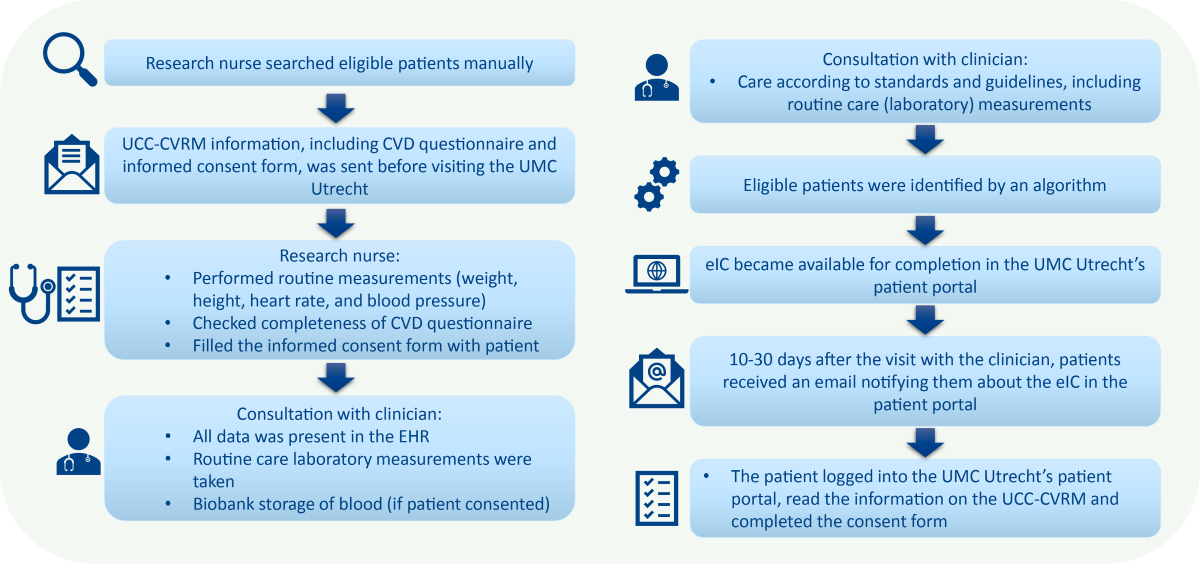 Research nurse searched eligible patients manually
UCC-CVRM information, including CVD questionnaire and
informed consent form, was sent before visiting the UMC
Utrecht
Research nurse:
• Performed routine measurements (weight,
height, heart rate, and blood pressure)
• Checked completeness of CVD questionnaire
• Filled the informed consent form with patient
Consultation with clinician:
• All data was present in the EHR
• Routine care laboratory measurements were
taken
• Biobank storage of blood (if patient consented)
Consultation with clinician:
• Care according to standards and guidelines, including
routine care (laboratory) measurements
Eligible patients were identified by an algorithm
eIC became available for completion in the UMC Utrecht's
patient portal
@
10-30 days after the visit with the clinician, patients
received an email notifying them about the eIC in the
patient portal
• The patient logged into the UMC Utrecht's patient
portal, read the information on the UCC-CVRM and
completed the consent form